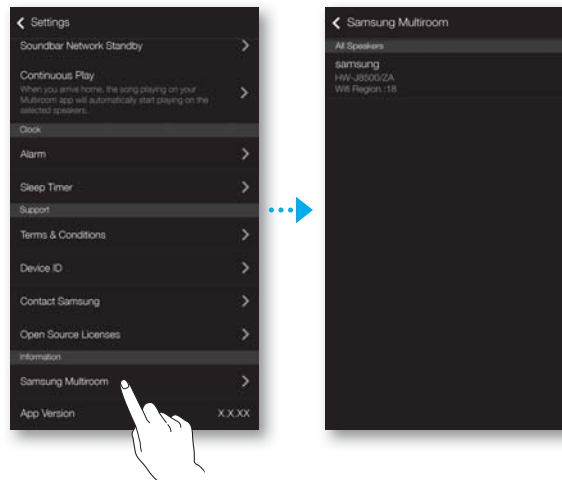 Settings
Soundbar Network Standby
Continuous Play
When you arrive home, the song playing on your
Multiroom app will automatically start playing on the
selected speakers.
Clock
Alarm
Sleep Timer
Support
Terms & Conditions
Device ID
Contact Samsung
Open Source Licenses
Information
Samsung Multiroom
App Version X.X.XX
Samsung Multiroom
All Speakers
samsung
HW-J8500/ZA
Wifi Region :18